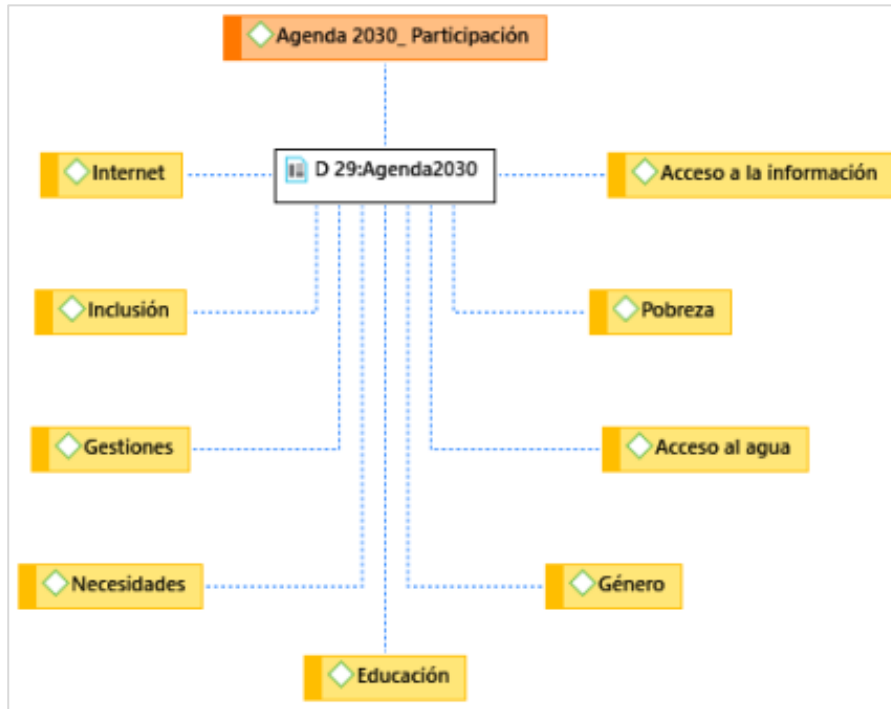 Agenda 2030_ Participación
Internet
D 29:Agenda2030
Acceso a la información
Inclusión
Pobreza
Gestiones
Acceso al agua
Necesidades
Género
Educación